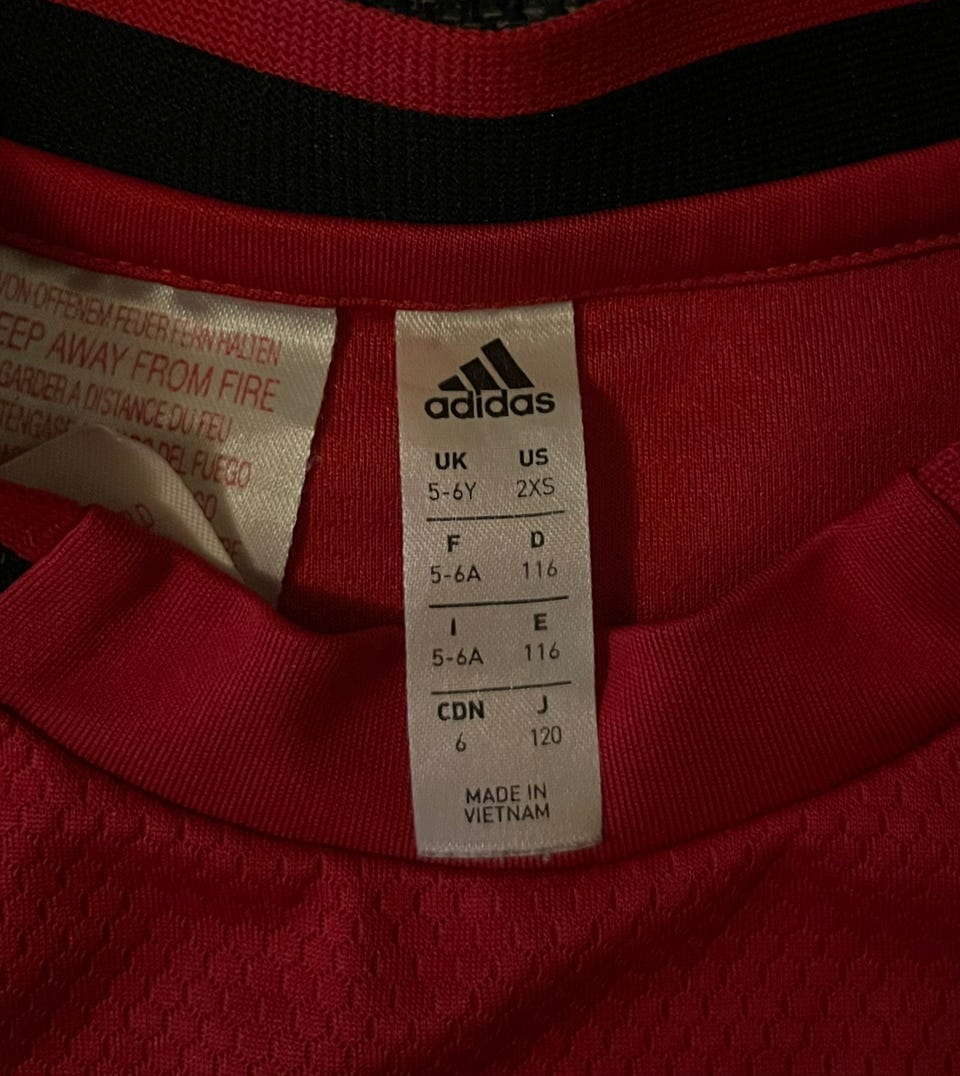 VON OFFENEM FEUER FERN HALTEN
EEP AWAY FROM FIRE
GARDER A DISTANCE DU FEU
DEL FUEGO
adidas
UK US
5-6Y 2XS
F D
5-6A 116
I E
5-6A 116
CDN J
6 120
MADE IN
VIETNAM